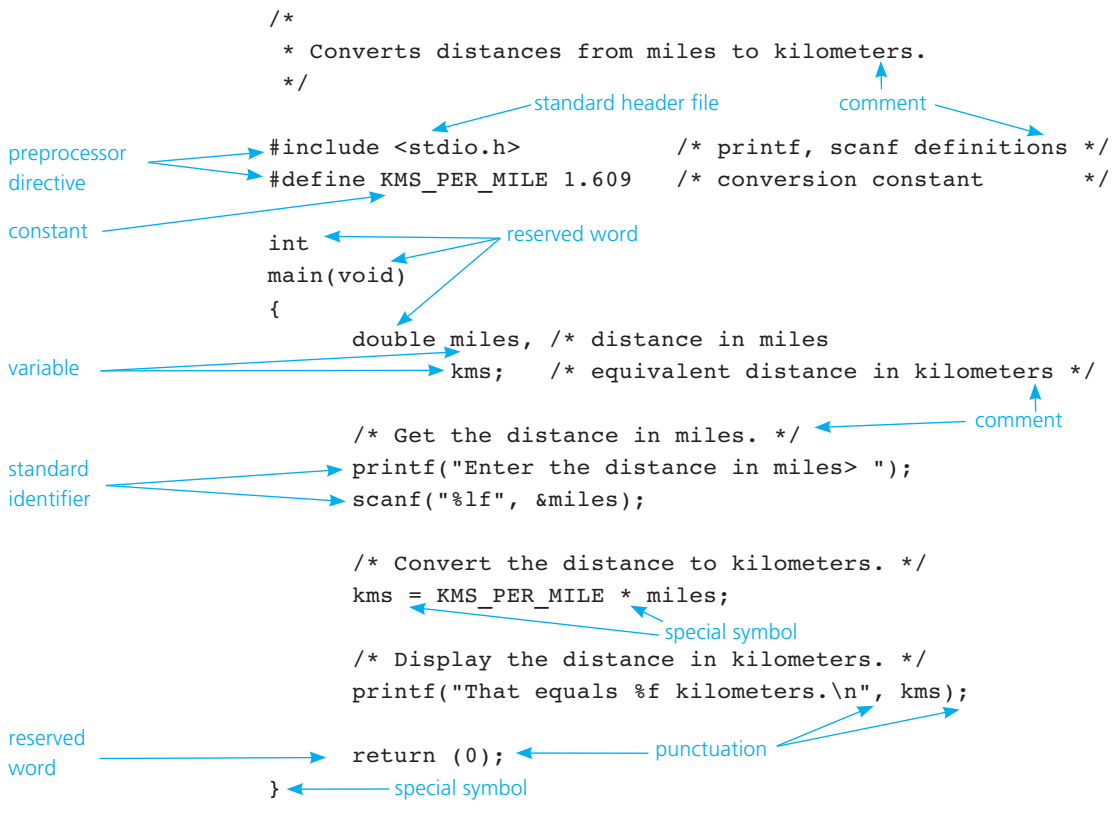 /*
 * Converts distances from miles to kilometers.
 */
standard header file comment
preprocessor directive
#include <stdio.h> /* printf, scanf definitions */
#define KMS_PER_MILE 1.609 /* conversion constant */
constant
reserved word
int
main(void)
{
double miles, /* distance in miles
variable
kms; /* equivalent distance in kilometers */
comment
/* Get the distance in miles. */
standard identifier
printf("Enter the distance in miles> ");
scanf("%lf", &miles);
/* Convert the distance to kilometers. */
kms = KMS_PER_MILE * miles;
special symbol
/* Display the distance in kilometers. */
printf("That equals %f kilometers.\n", kms);
reserved word
return (0);
punctuation
}
special symbol